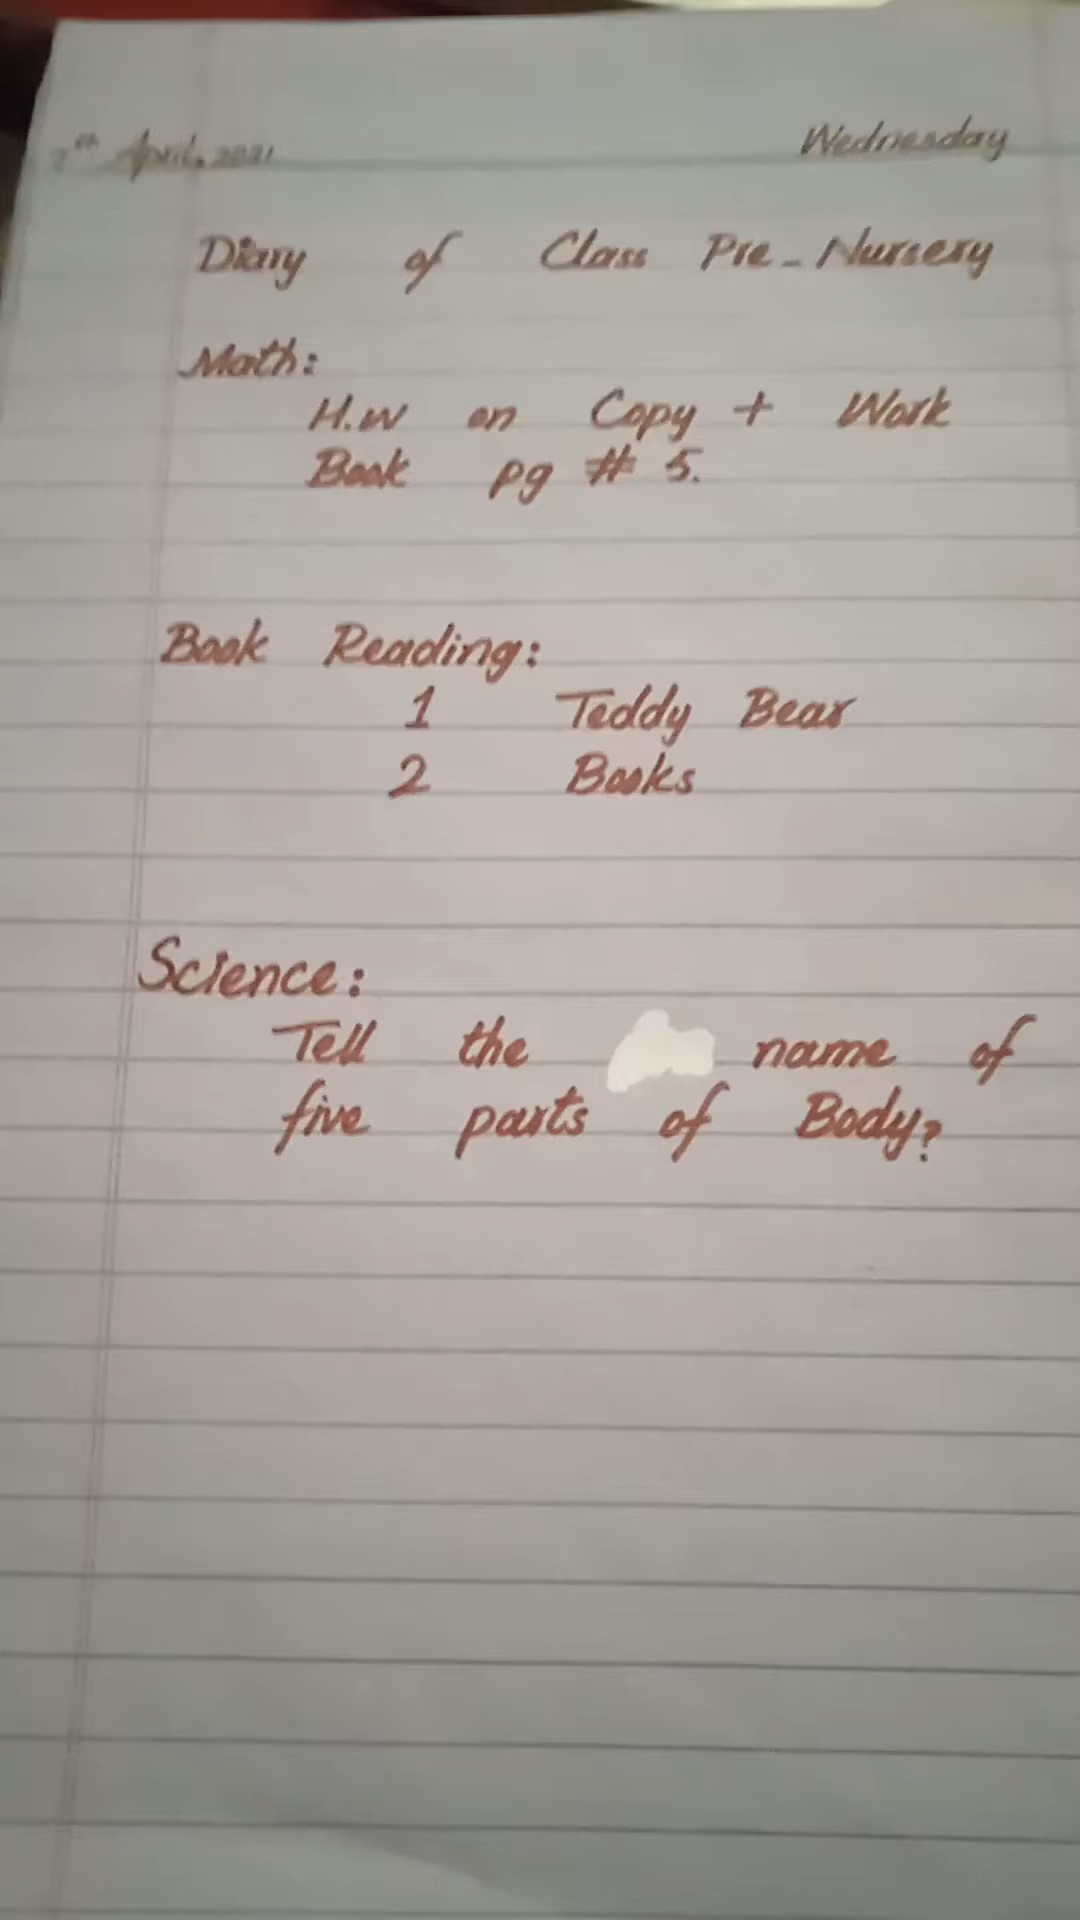 7th April, 2021 Wednesday
Diary of Class Pre-Nursery
Math:
H.W on Copy + Work
Book pg # 5.
Book Reading:
1 Teddy Bear
2 Books
Science:
Tell the name of
five parts of Body?